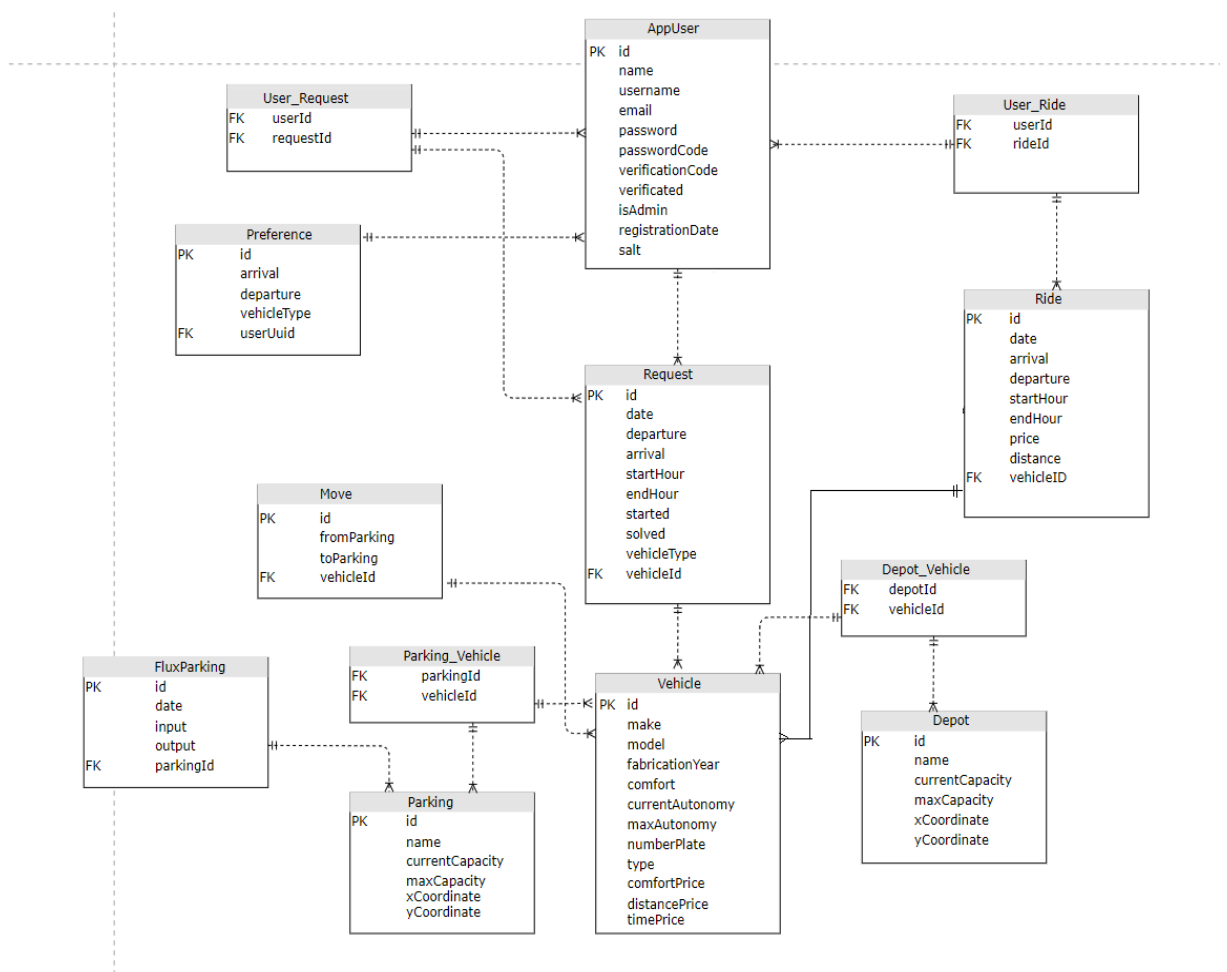 AppUser
PK id
name
username
email
password
passwordCode
verificationCode
verificated
isAdmin
registrationDate
salt
User_Request
FK userId
FK requestId
User_Ride
FK userId
FK rideId
Preference
PK id
arrival
departure
vehicleType
FK userUuid
Ride
PK id
date
arrival
departure
startHour
endHour
price
distance
FK vehicleID
Request
PK id
date
departure
arrival
startHour
endHour
started
solved
vehicleType
FK vehicleId
Move
PK id
fromParking
toParking
FK vehicleId
Depot_Vehicle
FK depotId
FK vehicleId
Parking_Vehicle
FK parkingId
FK vehicleId
FluxParking
PK id
date
input
output
FK parkingId
Vehicle
PK id
make
model
fabricationYear
comfort
currentAutonomy
maxAutonomy
numberPlate
type
comfortPrice
distancePrice
timePrice
Depot
PK id
name
currentCapacity
maxCapacity
xCoordinate
yCoordinate
Parking
PK id
name
currentCapacity
maxCapacity
xCoordinate
yCoordinate